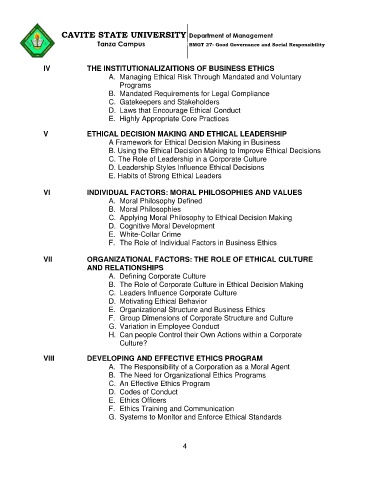 CAVITE STATE UNIVERSITY Department of Management
Tanza Campus BMGT 27: Good Governance and Social Responsibility
IV THE INSTITUTIONALIZAITIONS OF BUSINESS ETHICS
A. Managing Ethical Risk Through Mandated and Voluntary
Programs
B. Mandated Requirements for Legal Compliance
C. Gatekeepers and Stakeholders
D. Laws that Encourage Ethical Conduct
E. Highly Appropriate Core Practices
V ETHICAL DECISION MAKING AND ETHICAL LEADERSHIP
A Framework for Ethical Decision Making in Business
B. Using the Ethical Decision Making to Improve Ethical Decisions
C. The Role of Leadership in a Corporate Culture
D. Leadership Styles Influence Ethical Decisions
E. Habits of Strong Ethical Leaders
VI INDIVIDUAL FACTORS: MORAL PHILOSOPHIES AND VALUES
A. Moral Philosophy Defined
B. Moral Philosophies
C. Applying Moral Philosophy to Ethical Decision Making
D. Cognitive Moral Development
E. White-Collar Crime
F. The Role of Individual Factors in Business Ethics
VII ORGANIZATIONAL FACTORS: THE ROLE OF ETHICAL CULTURE
AND RELATIONSHIPS
A. Defining Corporate Culture
B. The Role of Corporate Culture in Ethical Decision Making
C. Leaders Influence Corporate Culture
D. Motivating Ethical Behavior
E. Organizational Structure and Business Ethics
F. Group Dimensions of Corporate Structure and Culture
G. Variation in Employee Conduct
H. Can people Control their Own Actions within a Corporate
Culture?
VIII DEVELOPING AND EFFECTIVE ETHICS PROGRAM
A. The Responsibility of a Corporation as a Moral Agent
B. The Need for Organizational Ethics Programs
C. An Effective Ethics Program
D. Codes of Conduct
E. Ethics Officers
F. Ethics Training and Communication
G. Systems to Monitor and Enforce Ethical Standards
4